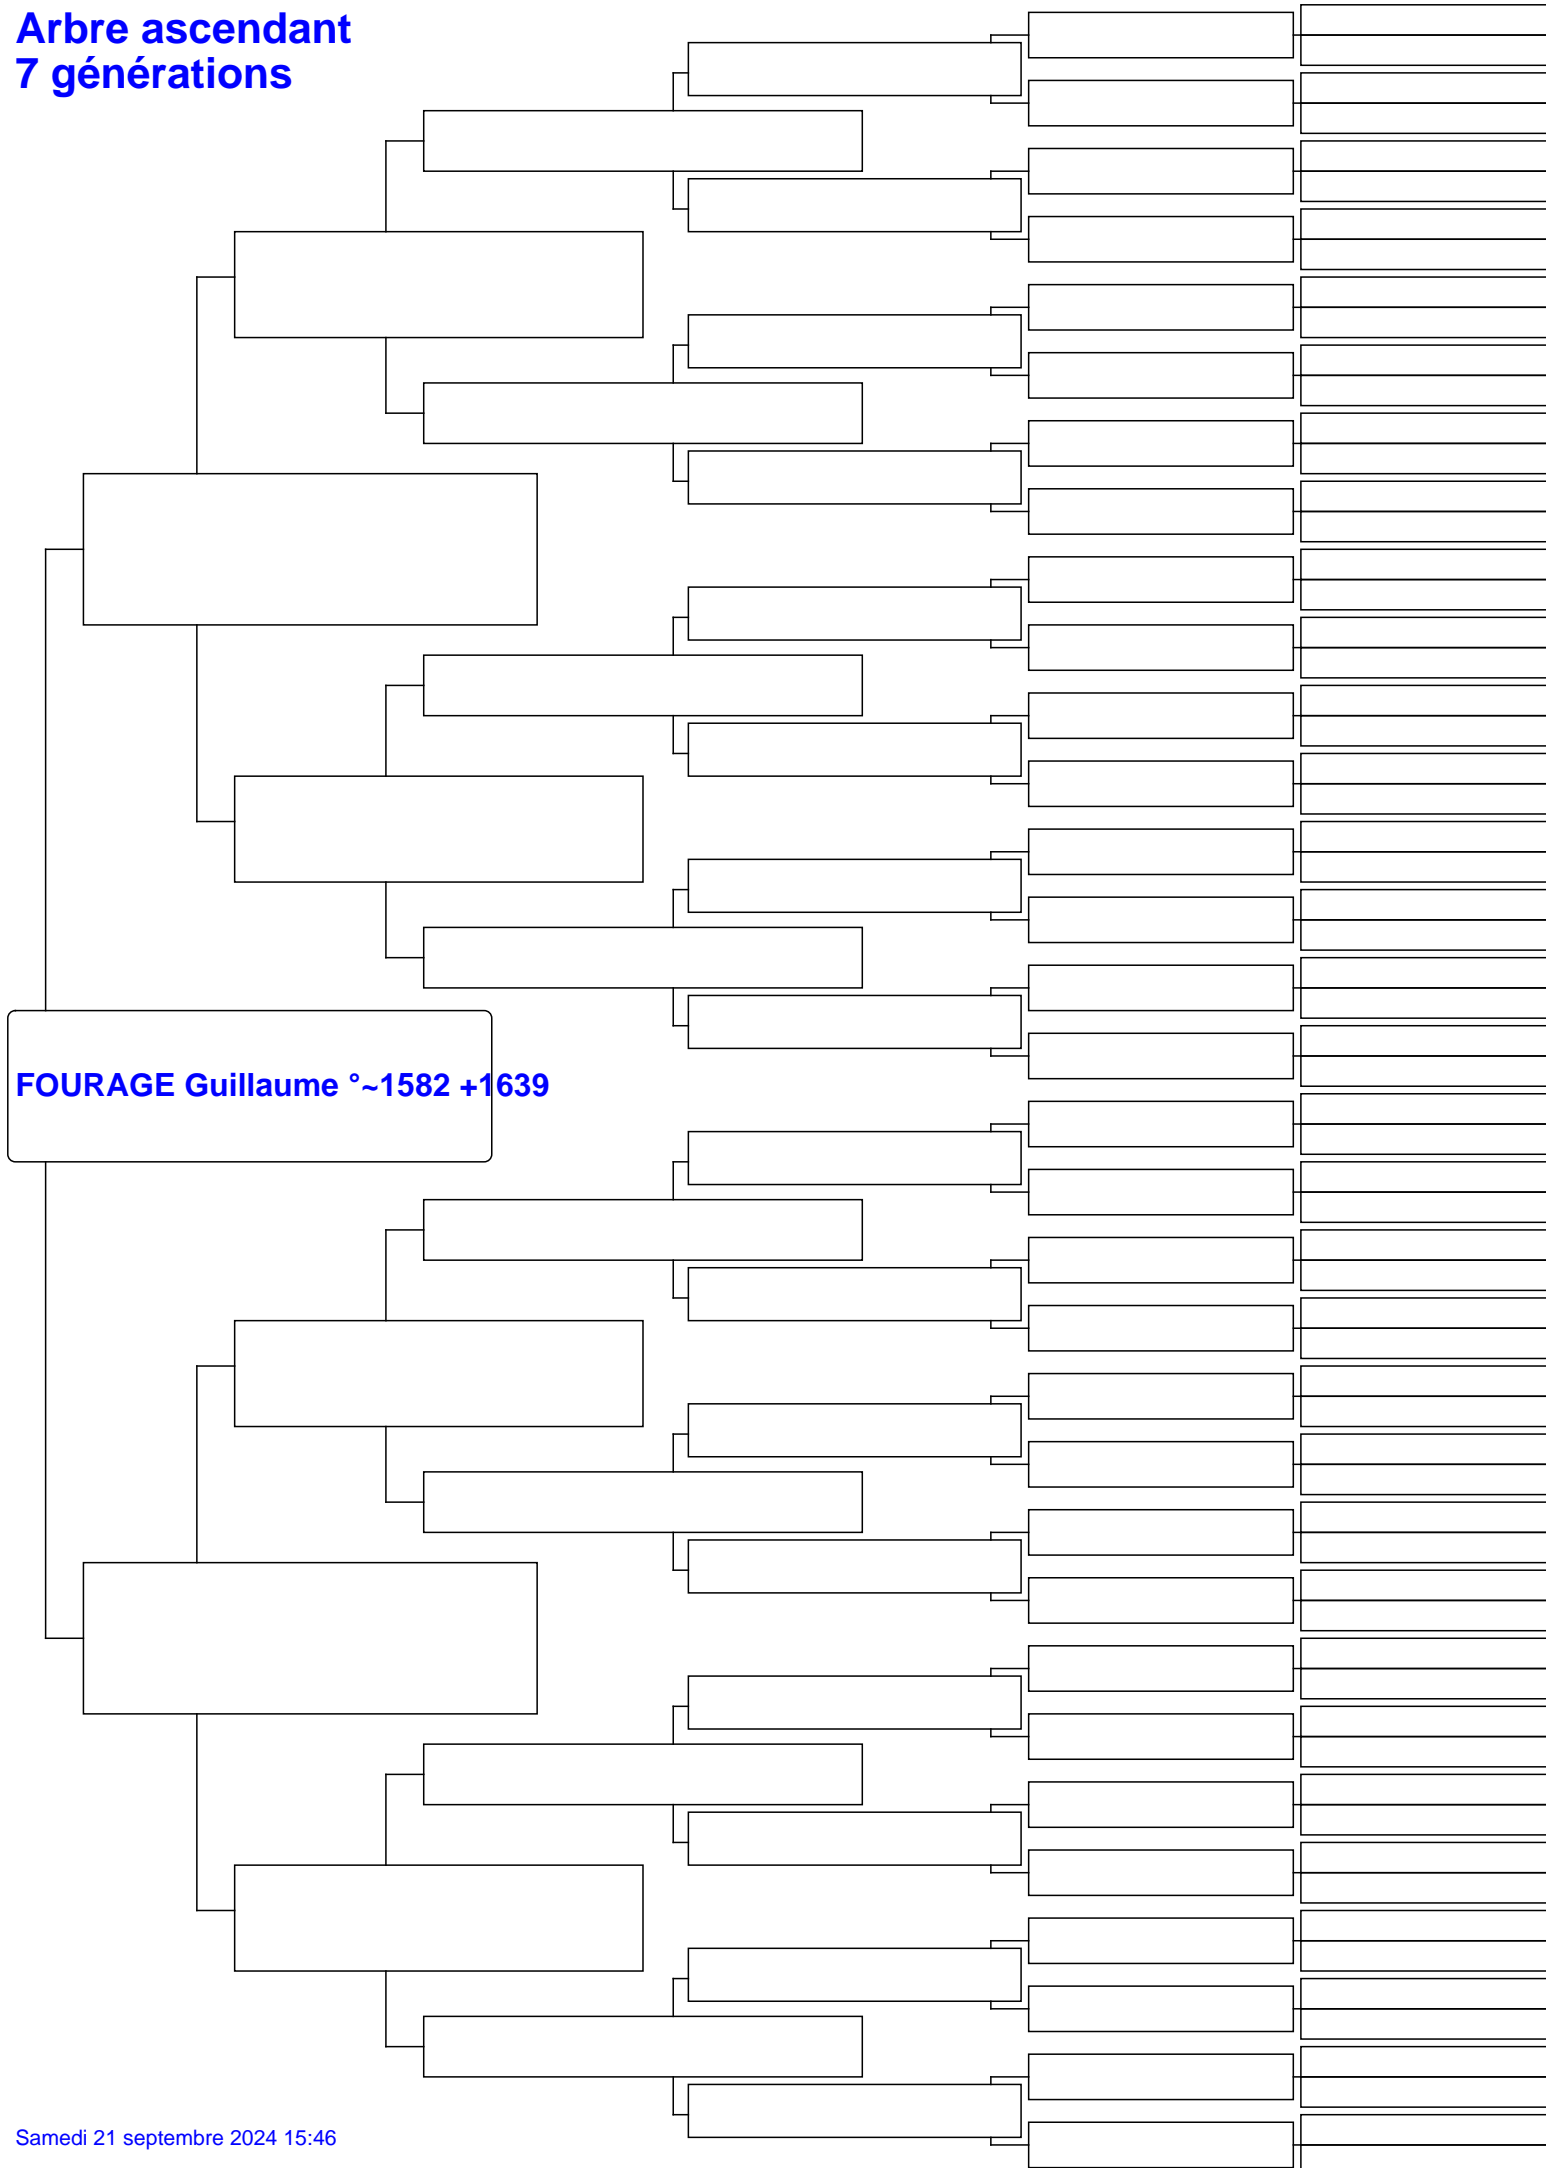 Arbre ascendant
7 générations
FOURAGE Guillaume °~1582 +1639
Samedi 21 septembre 2024 15:46